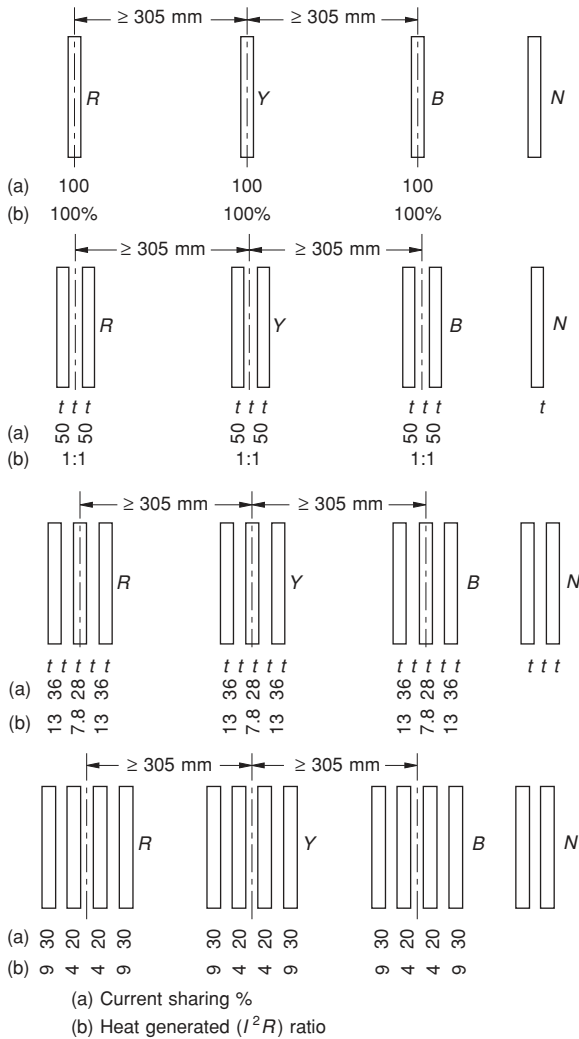 ≥ 305 mm ≥ 305 mm
R Y B N
(a) 100 100 100
(b) 100% 100% 100%
≥ 305 mm ≥ 305 mm
R Y B N
t t t t t t t t t t
(a) 50 50 50 50 50 50
(b) 1:1 1:1 1:1
≥ 305 mm ≥ 305 mm
R Y B N
t t t t t t t t t t t t t t t t t t
(a) 36 28 36 36 28 36 36 28 36
(b) 13 7.8 13 13 7.8 13 13 7.8 13
≥ 305 mm ≥ 305 mm
R Y B N
(a) 30 20 20 30 30 20 20 30 30 20 20 30
(b) 9 4 4 9 9 4 4 9 9 4 4 9
(a) Current sharing %
(b) Heat generated (I²R) ratio